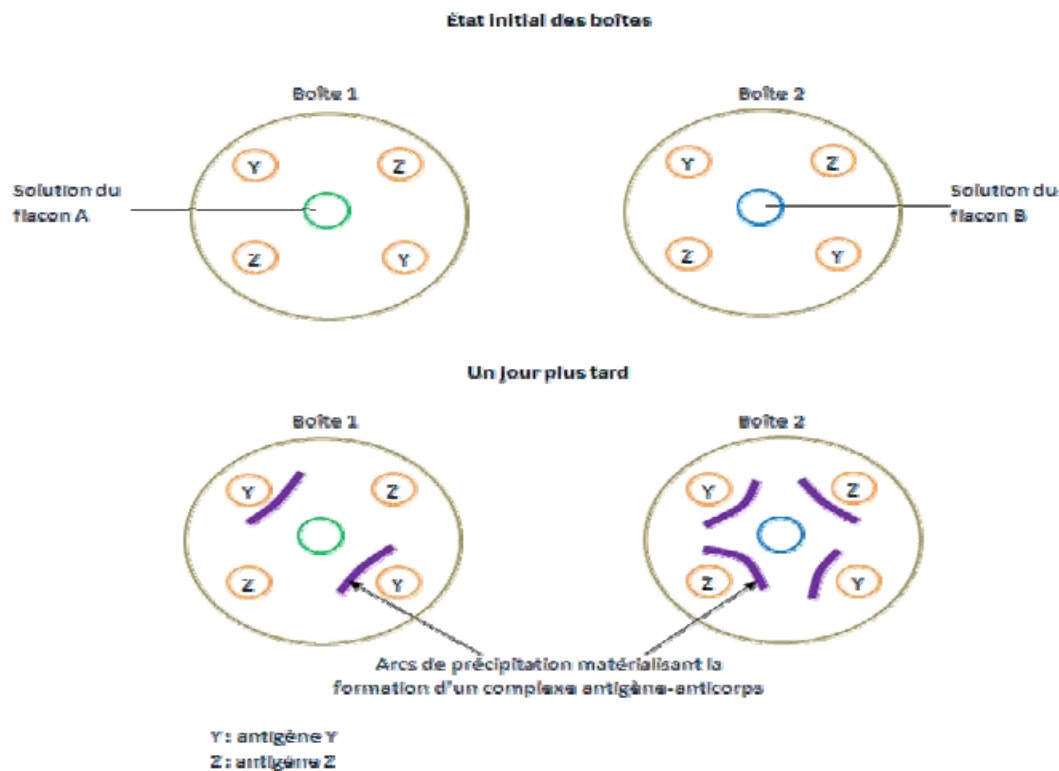 État initial des boîtes
Boîte 1
Boîte 2
Y
Z
Y
Z
Solution du
flacon A
Solution du
flacon B
Z
Y
Z
Y
Un jour plus tard
Boîte 1
Boîte 2
Y
Z
Y
Z
Z
Y
Z
Y
Arcs de précipitation matérialisant la
formation d'un complexe antigène-anticorps
Y : antigène Y
Z : antigène Z